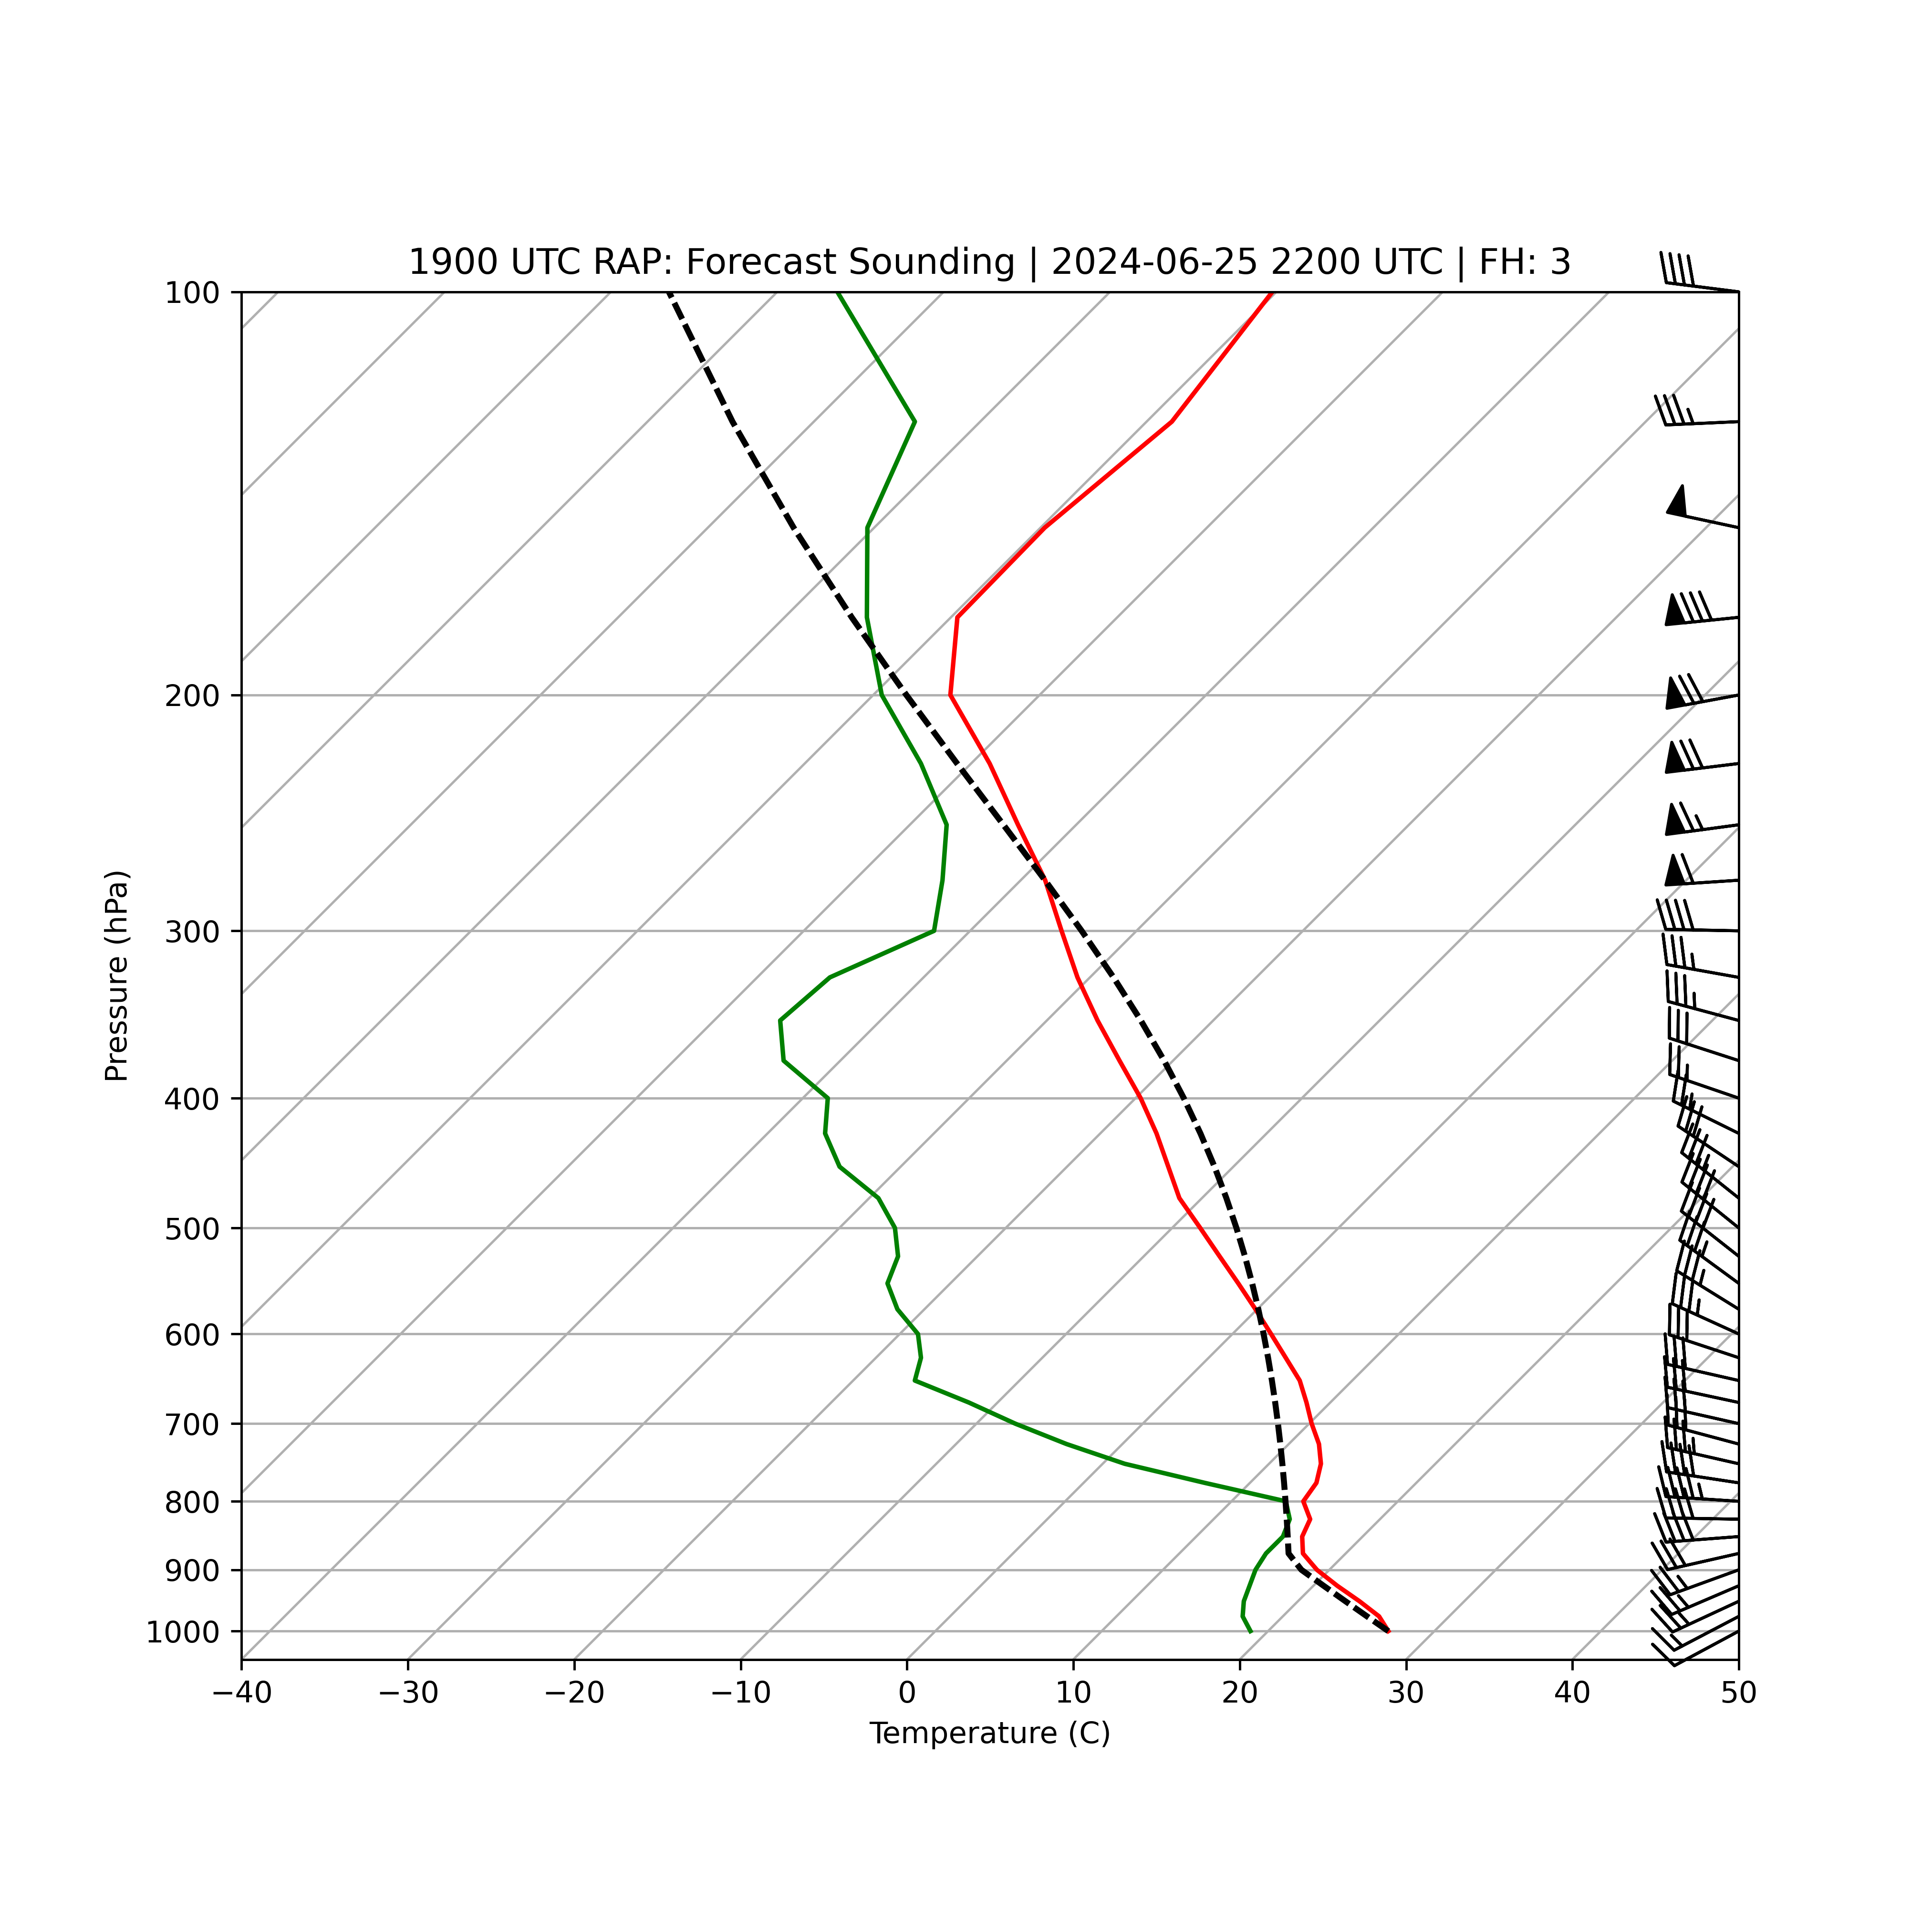 1900 UTC RAP: Forecast Sounding | 2024-06-25 2200 UTC | FH: 3
100
200
300
400
500
600
700
800
900
1000
Pressure (hPa)
−40 −30 −20 −10 0 10 20 30 40 50
Temperature (C)